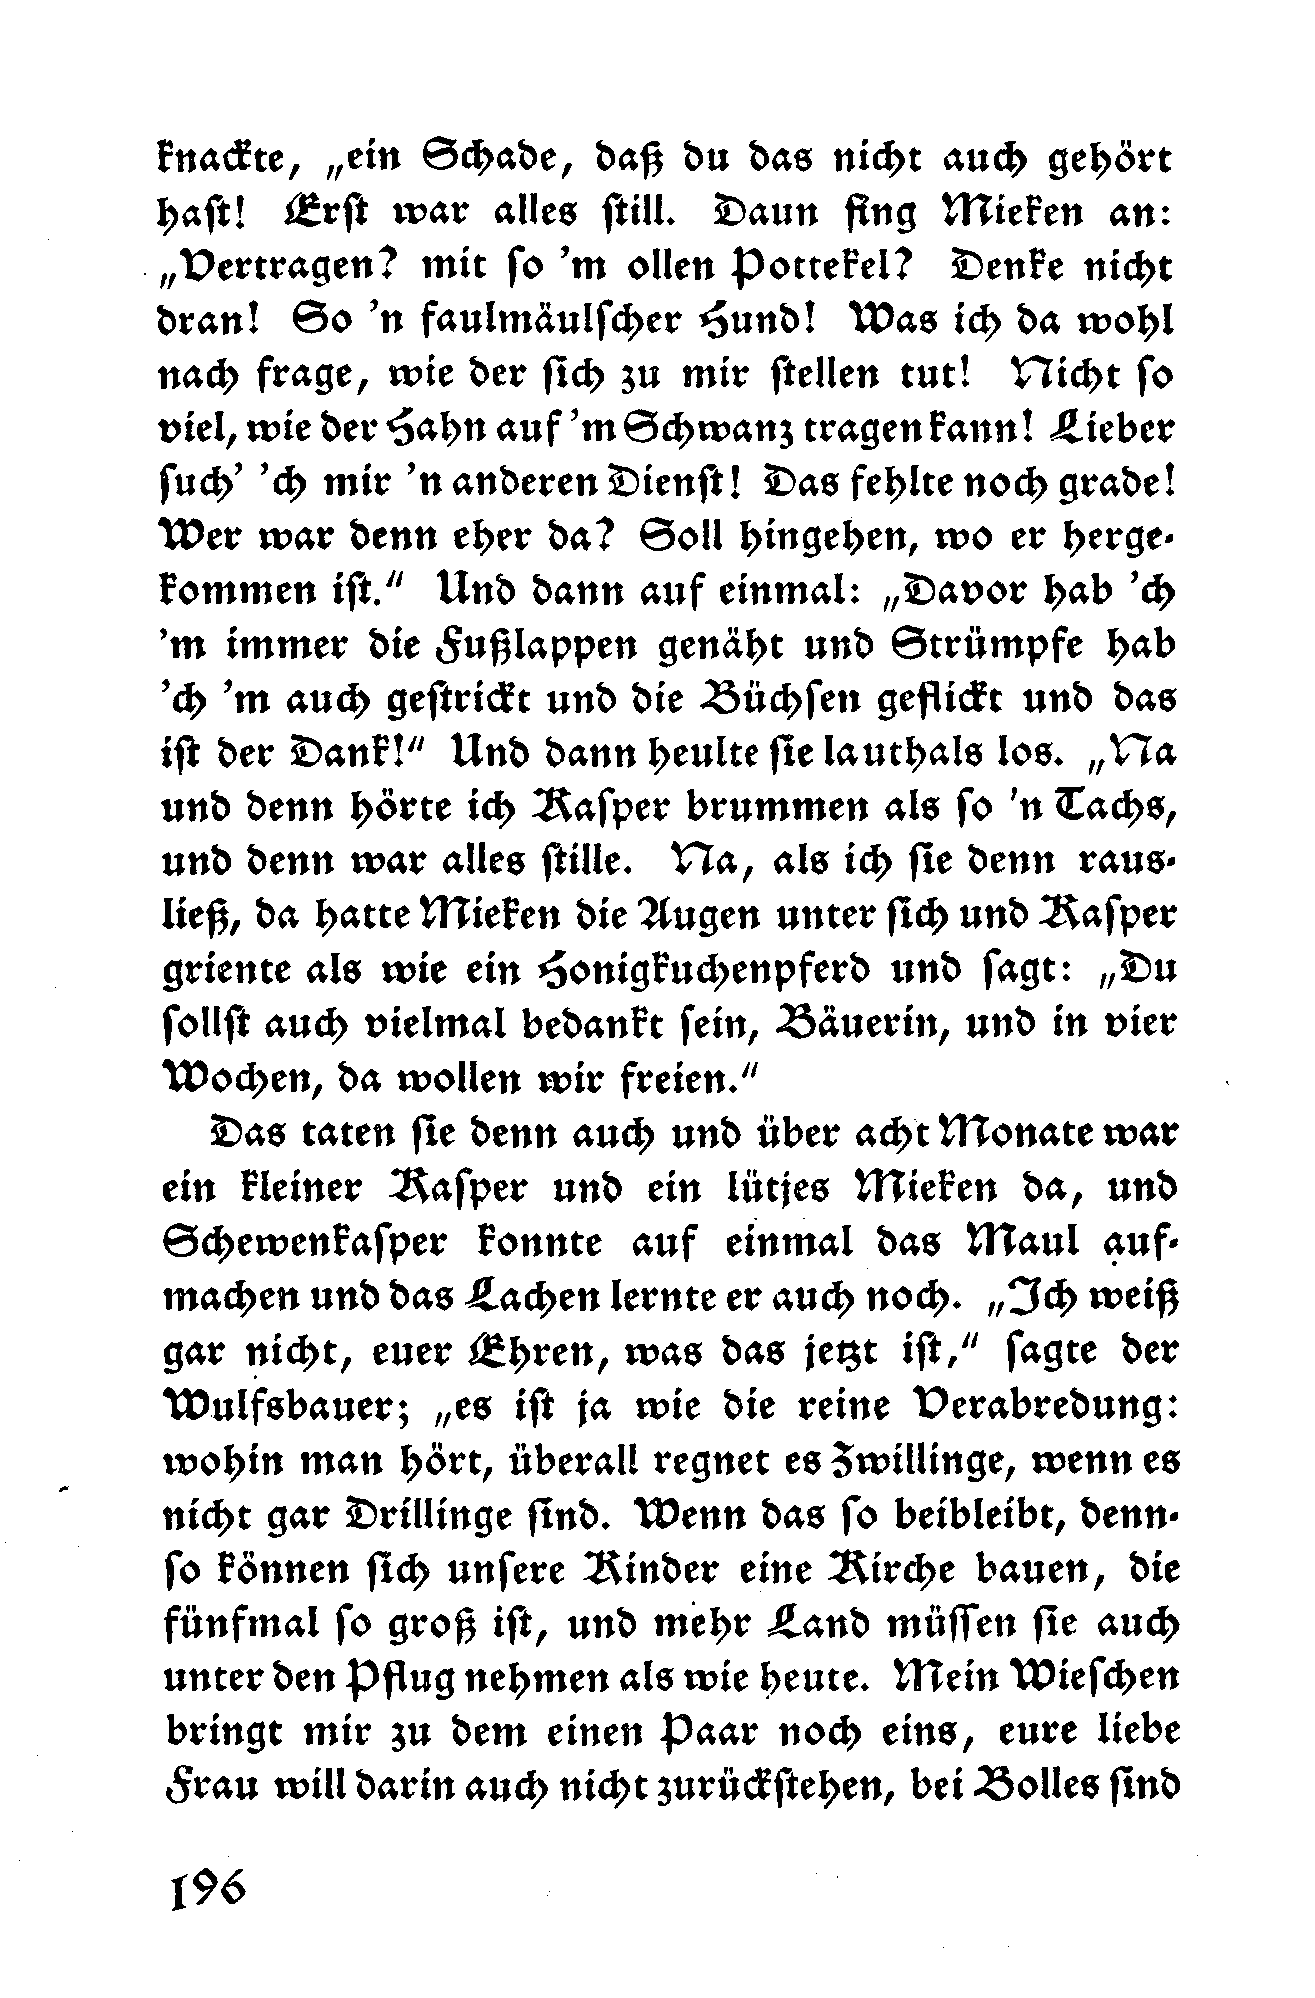 knackte, „ein Schade, daß du das nicht auch gehört
hast! Erst war alles still. Daun fing Mieken an:
„Vertragen? mit so 'm ollen Pottekel? Denke nicht
dran! So 'n faulmäulscher Hund! Was ich da wohl
nach frage, wie der sich zu mir stellen tut! Nicht so
viel, wie der Hahn auf 'm Schwanz tragen kann! Lieber
such' 'ch mir 'n anderen Dienst! Das fehlte noch grade!
Wer war denn eher da? Soll hingehen, wo er herge-
kommen ist.“ Und dann auf einmal: „Davor hab 'ch
'm immer die Fußlappen genäht und Strümpfe hab
'ch 'm auch gestrickt und die Büchsen geflickt und das
ist der Dank!“ Und dann heulte sie lauthals los. „Na
und denn hörte ich Kasper brummen als so 'n Tachs,
und denn war alles stille. Na, als ich sie denn raus-
ließ, da hatte Mieken die Augen unter sich und Kasper
griente als wie ein Honigkuchenpferd und sagt: „Du
sollst auch vielmal bedankt sein, Bäuerin, und in vier
Wochen, da wollen wir freien.“
Das taten sie denn auch und über acht Monate war
ein kleiner Kasper und ein lütjes Mieken da, und
Schewenkasper konnte auf einmal das Maul auf-
machen und das Lachen lernte er auch noch. „Ich weiß
gar nicht, euer Ehren, was das jetzt ist,“ sagte der
Wulfsbauer; „es ist ja wie die reine Verabredung:
wohin man hört, überall regnet es Zwillinge, wenn es
nicht gar Drillinge sind. Wenn das so beibleibt, denn-
so können sich unsere Kinder eine Kirche bauen, die
fünfmal so groß ist, und mehr Land müssen sie auch
unter den Pflug nehmen als wie heute. Mein Wieschen
bringt mir zu dem einen Paar noch eins, eure liebe
Frau will darin auch nicht zurückstehen, bei Bolles sind
196